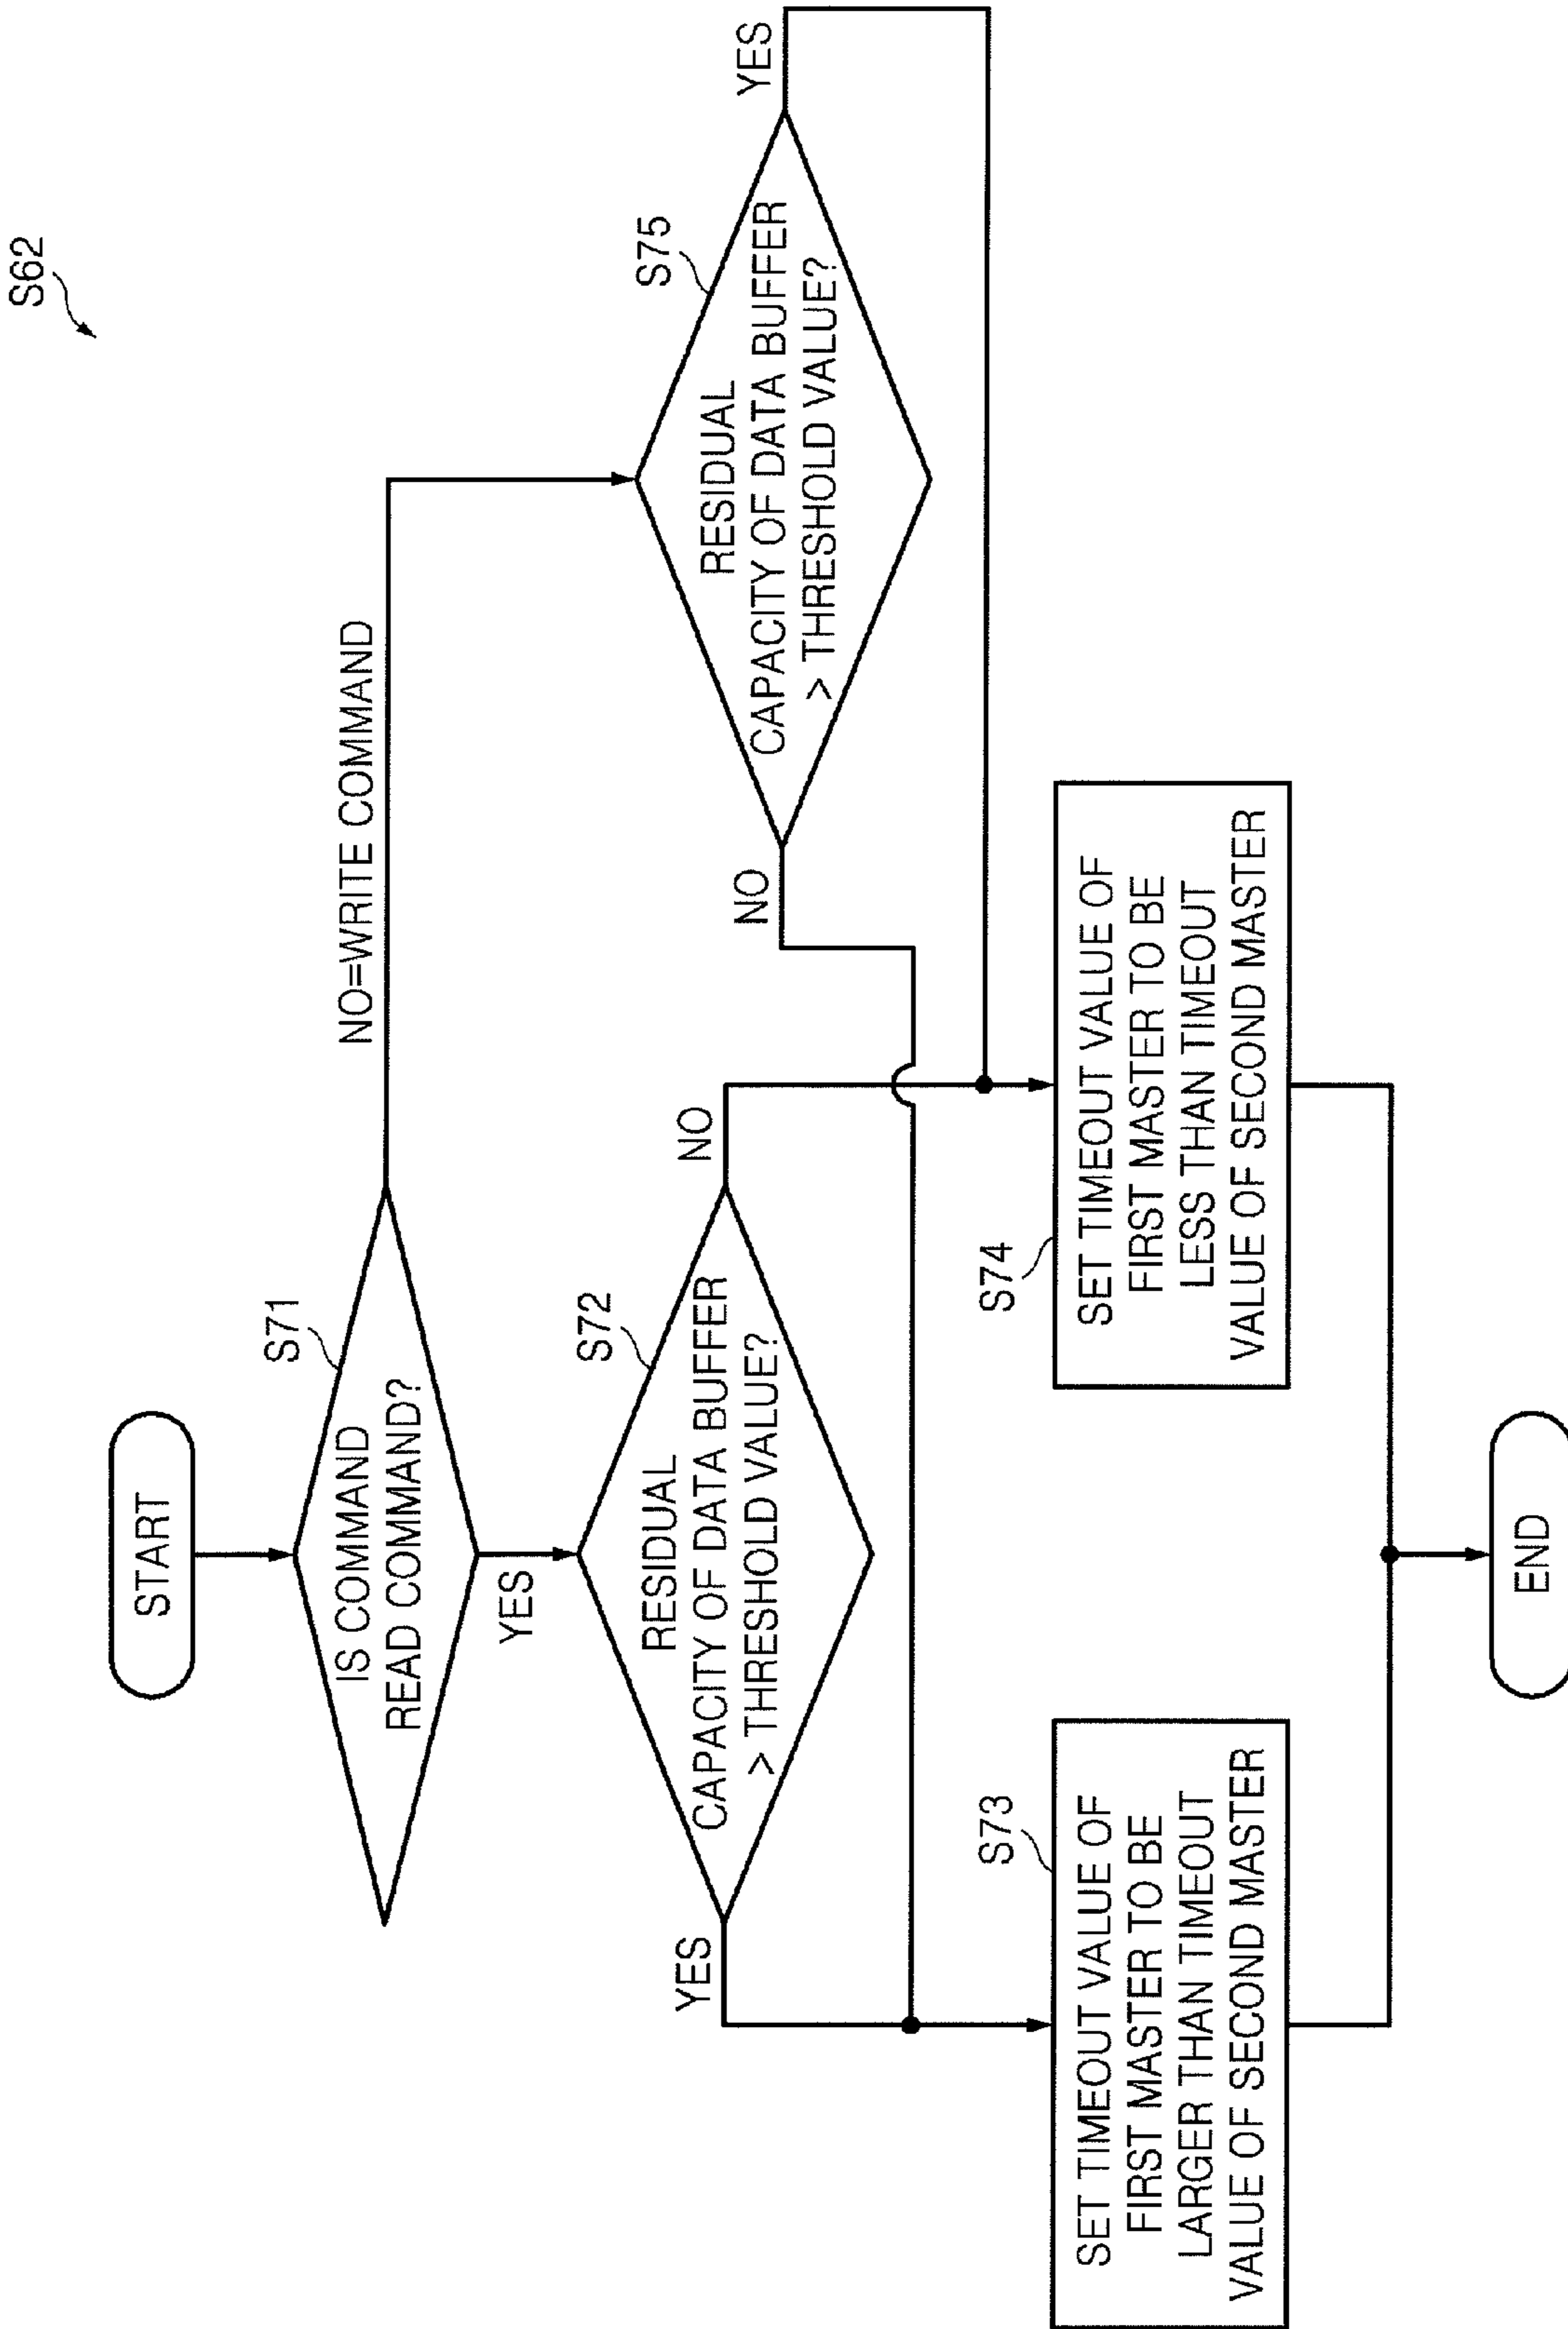 S62
START
S71
IS COMMAND
READ COMMAND?
NO=WRITE COMMAND
YES
S72
RESIDUAL
CAPACITY OF DATA BUFFER
> THRESHOLD VALUE?
YES
NO
S75
RESIDUAL
CAPACITY OF DATA BUFFER
> THRESHOLD VALUE?
NO
YES
S73
SET TIMEOUT VALUE OF
FIRST MASTER TO BE
LARGER THAN TIMEOUT
VALUE OF SECOND MASTER
S74
SET TIMEOUT VALUE OF
FIRST MASTER TO BE
LESS THAN TIMEOUT
VALUE OF SECOND MASTER
END